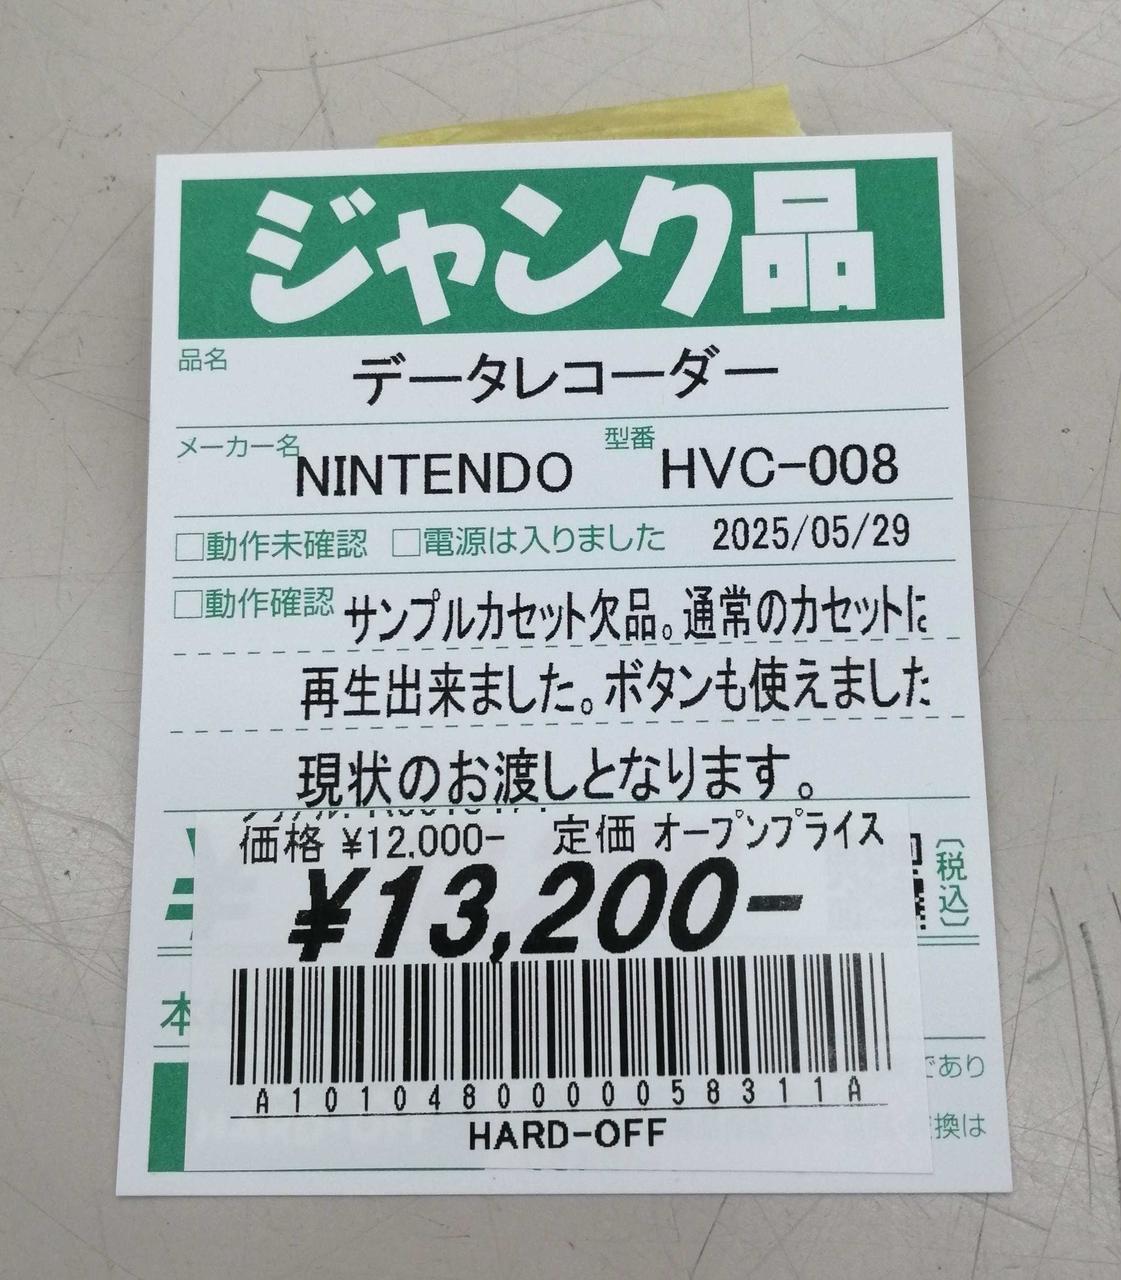 ジャンク品
品名 データレコーダー
メーカー名 NINTENDO 型番 HVC-008
□動作未確認 □電源は入りました 2025/05/29
□動作確認 サンプルカセット欠品。通常のカセットに
再生出来ました。ボタンも使えました
現状のお渡しとなります。
価格 ¥12,000- 定価 オープンプライス
¥13,200-
〔税込〕
本
であり
A1010480000058311A
換は
HARD-OFF